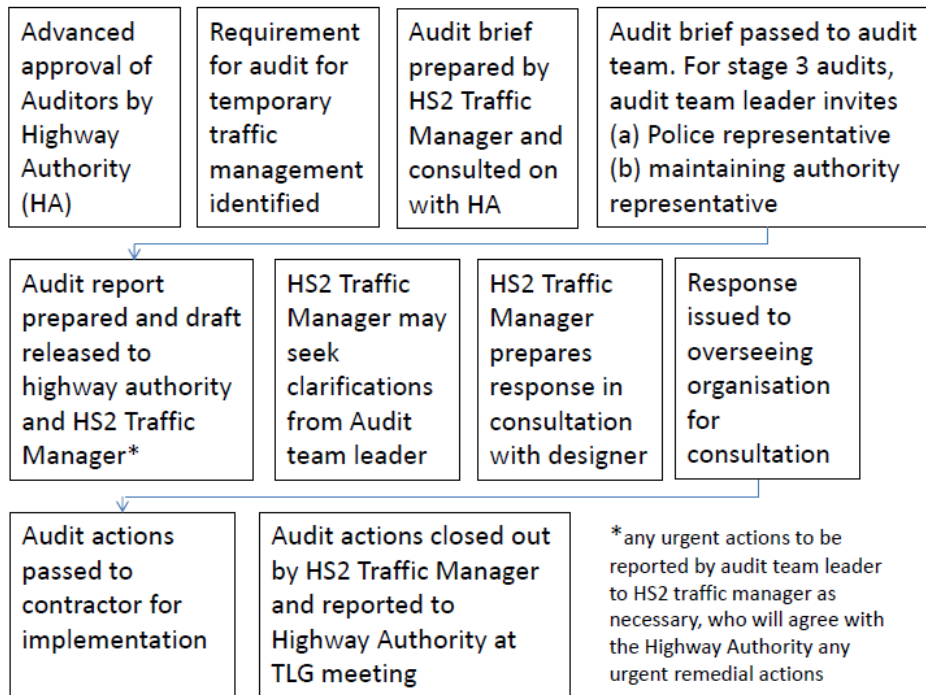 Advanced
approval of
Auditors by
Highway
Authority
(HA)
Requirement
for audit for
temporary
traffic
management
identified
Audit brief
prepared by
HS2 Traffic
Manager and
consulted on
with HA
Audit brief passed to audit
team. For stage 3 audits,
audit team leader invites
(a) Police representative
(b) maintaining authority
representative
Audit report
prepared and draft
released to
highway authority
and HS2 Traffic
Manager*
HS2 Traffic
Manager may
seek
clarifications
from Audit
team leader
HS2 Traffic
Manager
prepares
response in
consultation
with designer
Response
issued to
overseeing
organisation
for
consultation
Audit actions
passed to
contractor for
implementation
Audit actions closed out
by HS2 Traffic Manager
and reported to
Highway Authority at
TLG meeting
*any urgent actions to be
reported by audit team leader
to HS2 traffic manager as
necessary, who will agree with
the Highway Authority any
urgent remedial actions